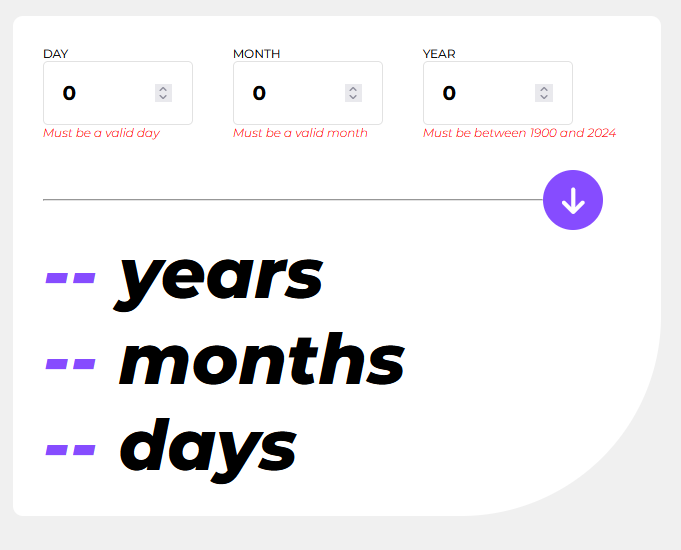 DAY MONTH YEAR
0 0 0
Must be a valid day Must be a valid month Must be between 1900 and 2024
-- years
-- months
-- days